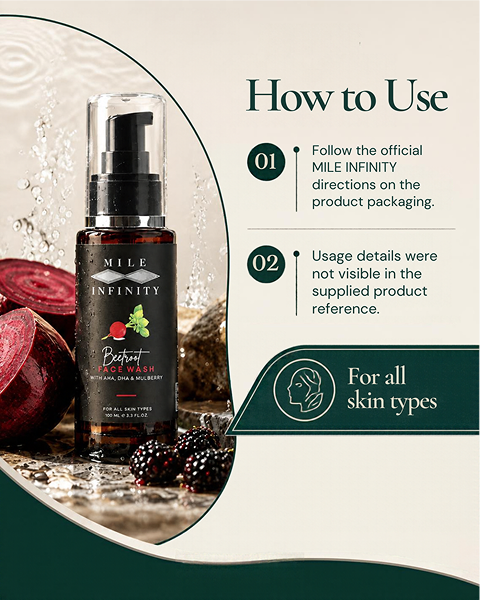 How to Use
01
Follow the official
MILE INFINITY
directions on the
product packaging.
02
Usage details were
not visible in the
supplied product
reference.
For all
skin types
MILE
INFINITY
Beetroot
FACE WASH
WITH AHA, DHA & MULBERRY
FOR ALL SKIN TYPES
100 ML ℮ 3.3 FL.OZ.